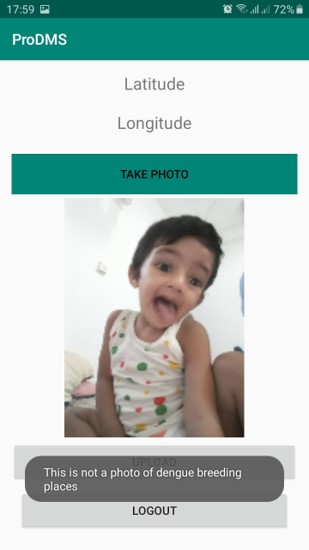 17:59 72%
ProDMS
Latitude
Longitude
TAKE PHOTO
UPLOAD
This is not a photo of dengue breeding
places
LOGOUT